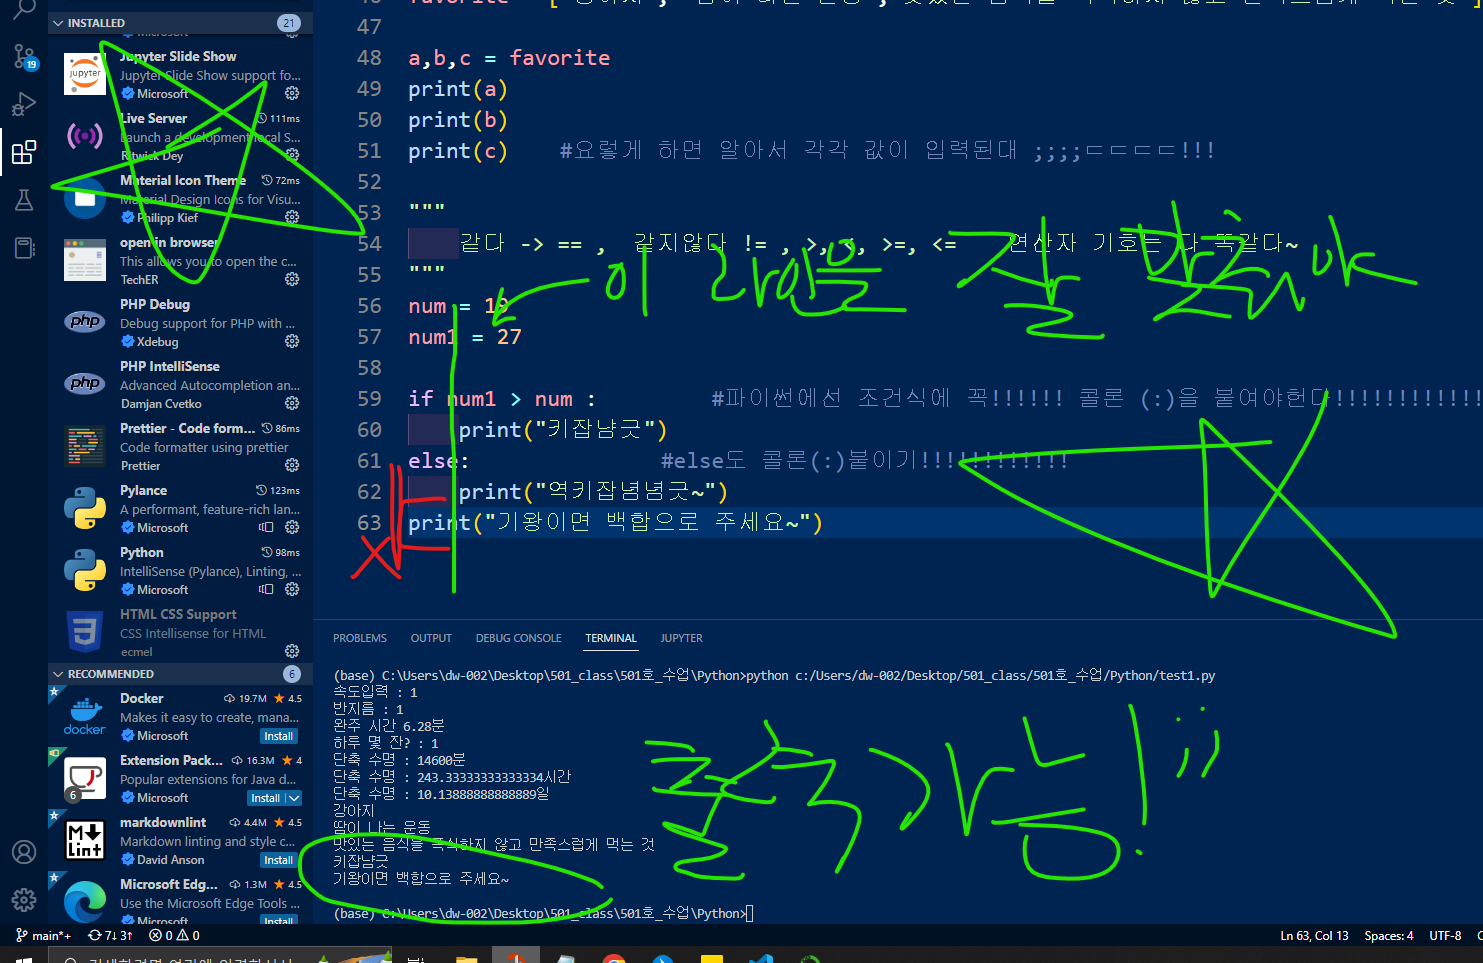 INSTALLED 21
Jupyter Slide Show
Jupyter Slide Show support fo...
Microsoft
Live Server 111ms
Launch a development local S...
Ritwick Dey
Material Icon Theme 72ms
Material Design Icons for Visu...
Philipp Kief
open in browser
This allows you to open the c...
TechER
PHP Debug
Debug support for PHP with ...
Xdebug
PHP IntelliSense
Advanced Autocompletion an...
Damjan Cvetko
Prettier - Code form... 86ms
Code formatter using prettier
Prettier
Pylance 123ms
A performant, feature-rich lan...
Microsoft
Python 98ms
IntelliSense (Pylance), Linting, ...
Microsoft
HTML CSS Support
CSS Intellisense for HTML
ecmel
RECOMMENDED 6
Docker 19.7M 4.5
Makes it easy to create, mana...
Microsoft Install
Extension Pack... 16.3M 4
Popular extensions for Java d...
Microsoft Install
markdownlint 4.4M 4.5
Markdown linting and style c...
David Anson Install
Microsoft Edg... 1.3M 4.5
Use the Microsoft Edge Tools ...
Microsoft Install
47
48 a,b,c = favorite
49 print(a)
50 print(b)
51 print(c) #요렇게 하면 알아서 각각 값이 입력된대 ;;;;ㄷㄷㄷㄷ!!!
52
53 """
54 같다 -> == , 같지않다 != , >, <, >=, <= 연산자 기호는 다 똑같다~
55 """
56 num = 19
57 num1 = 27
58
59 if num1 > num : #파이썬에선 조건식에 꼭!!!!!! 콜론 (:)을 붙여야헌다!!!!!!!!!!!!
60 print("키잡냥긋")
61 else: #else도 콜론(:)붙이기!!!!!!!!!!!!
62 print("역키잡념념긋~")
63 print("기왕이면 백합으로 주세요~")
이 라인을 잘 맞춰야
PROBLEMS OUTPUT DEBUG CONSOLE TERMINAL JUPYTER
(base) C:\Users\dw-002\Desktop\501_class\501호_수업\Python>python c:/Users/dw-002/Desktop/501_class/501호_수업/Python/test1.py
속도입력 : 1
반지름 : 1
완주 시간 6.28분
하루 몇 잔? : 1
단축 수명 : 14600분
단축 수명 : 243.33333333333334시간
단축 수명 : 10.13888888888889일
강아지
땀이 나는 운동
맛있는 음식을 폭식하지 않고 만족스럽게 먹는 것
키잡냥긋
기왕이면 백합으로 주세요~
(base) C:\Users\dw-002\Desktop\501_class\501호_수업\Python>
출력가능!
main*+ 7↓ 3↑ 0 0
Ln 63, Col 13 Spaces: 4 UTF-8